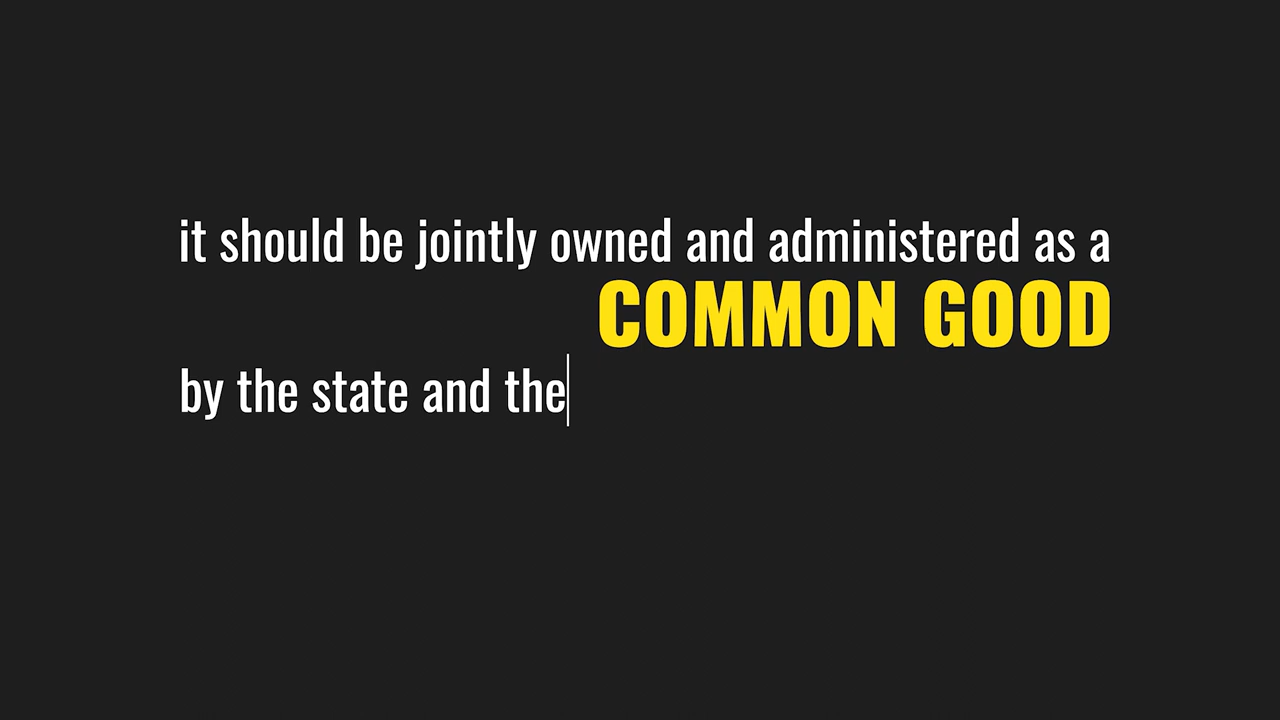 it should be jointly owned and administered as a
COMMON GOOD
by the state and the